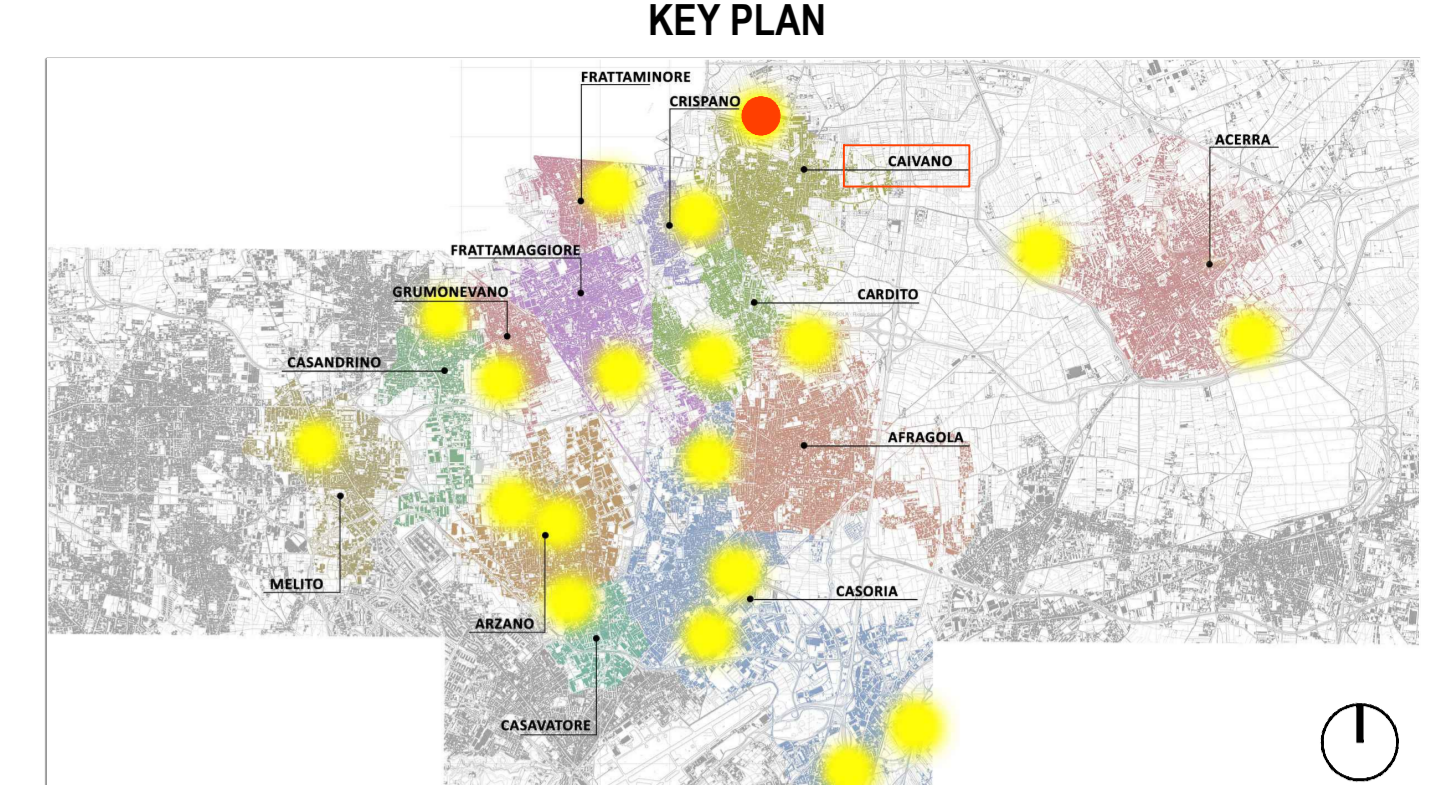 KEY PLAN
FRATTAMINORE
CRISPANO
ACERRA
CAIVANO
FRATTAMAGGIORE
GRUMONEVANO
CARDITO
CASANDRINO
AFRAGOLA
MELITO
CASORIA
ARZANO
CASAVATORE